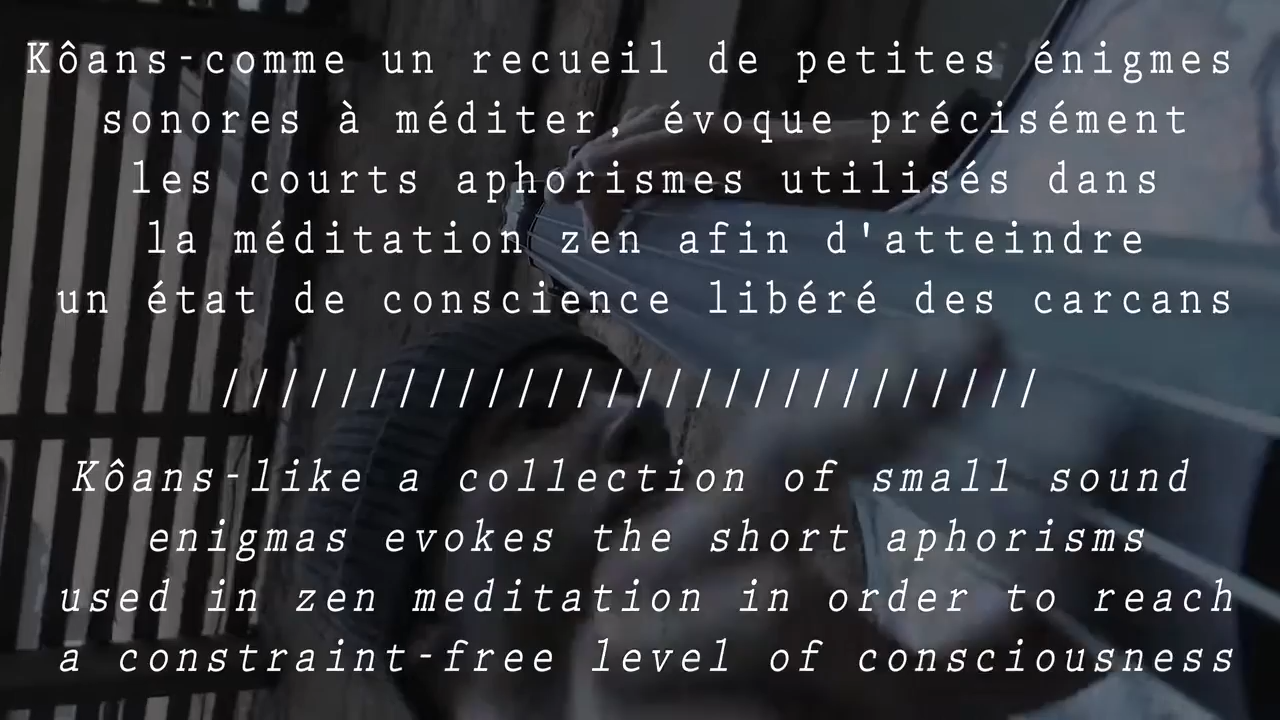 Kôans-comme un recueil de petites énigmes
sonores à méditer, évoque précisément
les courts aphorismes utilisés dans
la méditation zen afin d'atteindre
un état de conscience libéré des carcans
////////////////////////////
Kôans-like a collection of small sound
enigmas evokes the short aphorisms
used in zen meditation in order to reach
a constraint-free level of consciousness